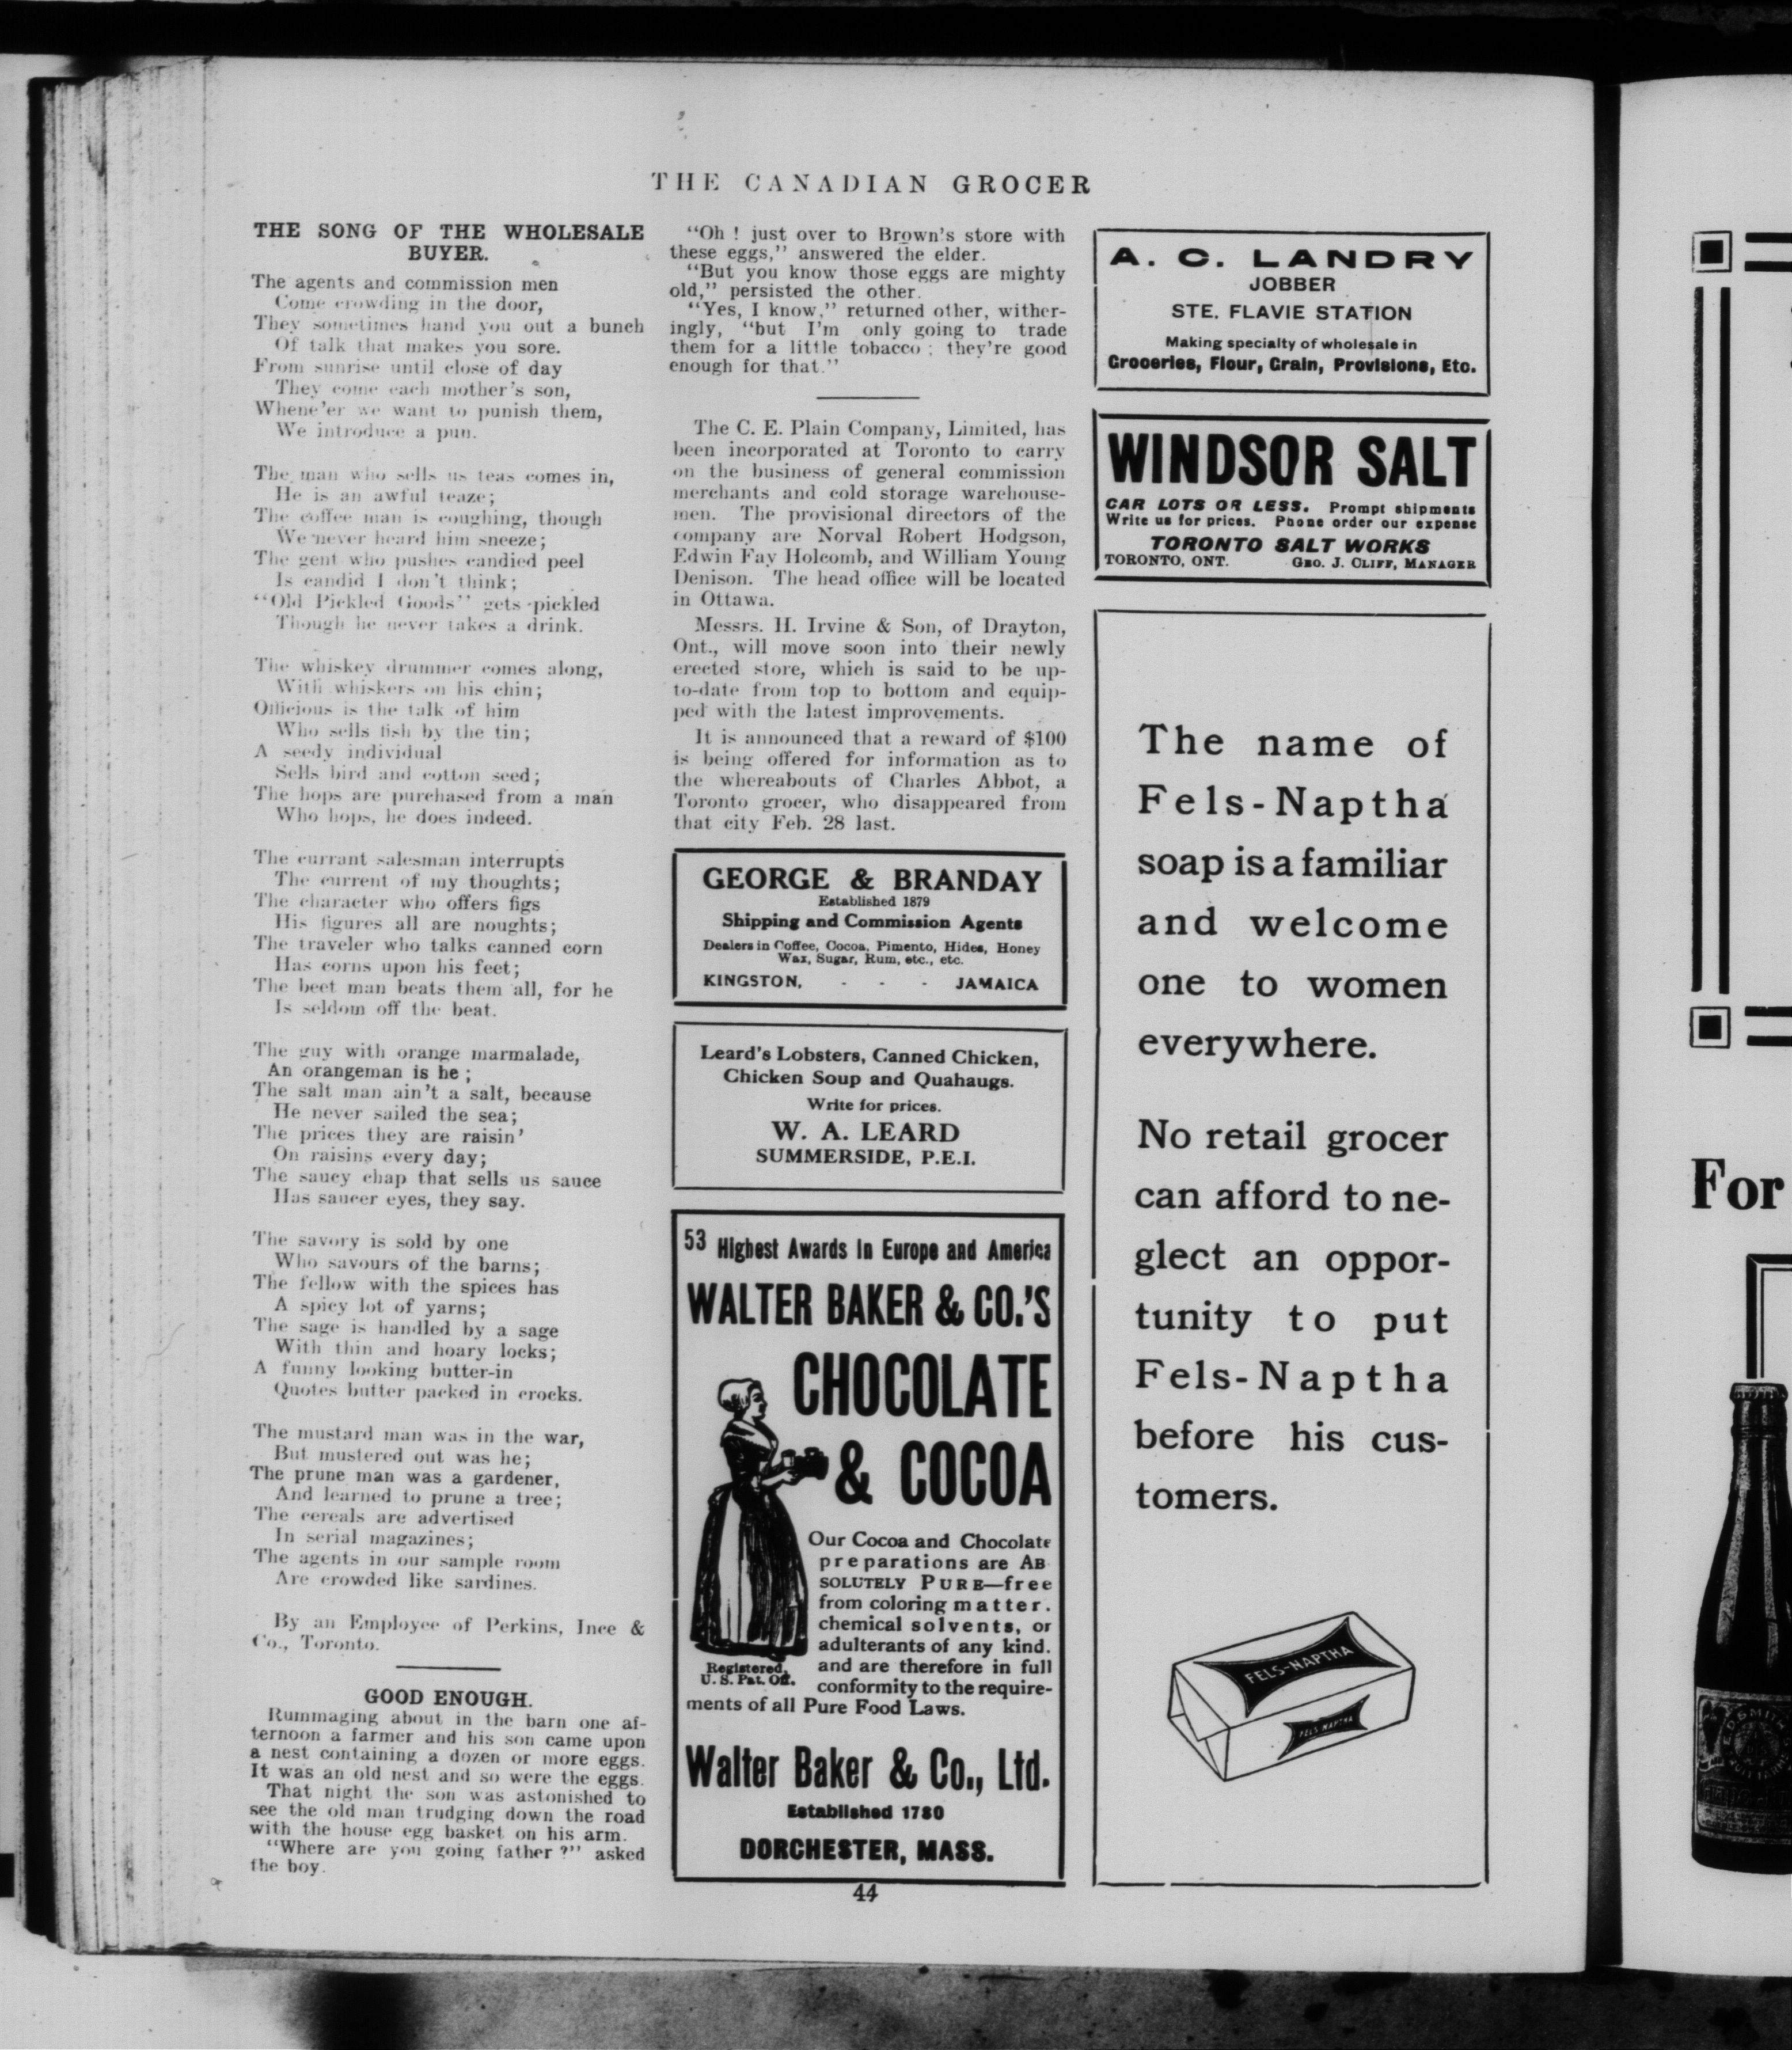 THE CANADIAN GROCER
THE SONG OF THE WHOLESALE
BUYER.
The agents and commission men
Come crowding in the door,
They sometimes hand you out a bunch
Of talk that makes you sore.
From sunrise until close of day
They come each mother's son,
Whene'er we want to punish them,
We introduce a pun.
The man who sells us teas comes in,
He is an awful teaze;
The coffee man is coughing, though
We never heard him sneeze;
The gent who pushes candied peel
Is candid I don't think;
"Old Pickled Goods" gets pickled
Though he never takes a drink.
The whiskey drummer comes along,
With whiskers on his chin;
Officious is the talk of him
Who sells fish by the tin;
A seedy individual
Sells bird and cotton seed;
The hops are purchased from a man
Who hops, he does indeed.
The currant salesman interrupts
The current of my thoughts;
The character who offers figs
His figures all are noughts;
The traveler who talks canned corn
Has corns upon his feet;
The beet man beats them all, for he
Is seldom off the beat.
The guy with orange marmalade,
An orangeman is he;
The salt man ain't a salt, because
He never sailed the sea;
The prices they are raisin'
On raisins every day;
The saucy chap that sells us sauce
Has saucer eyes, they say.
The savory is sold by one
Who savours of the barns;
The fellow with the spices has
A spicy lot of yarns;
The sage is handled by a sage
With thin and hoary locks;
A funny looking butter-in
Quotes butter packed in crocks.
The mustard man was in the war,
But mustered out was he;
The prune man was a gardener,
And learned to prune a tree;
The cereals are advertised
In serial magazines;
The agents in our sample room
Are crowded like sardines.
By an Employee of Perkins, Ince &
Co., Toronto.
GOOD ENOUGH.
Rummaging about in the barn one af-
ternoon a farmer and his son came upon
a nest containing a dozen or more eggs.
It was an old nest and so were the eggs.
That night the son was astonished to
see the old man trudging down the road
with the house egg basket on his arm.
"Where are you going father?" asked
the boy.
"Oh! just over to Brown's store with
these eggs," answered the elder.
"But you know those eggs are mighty
old," persisted the other.
"Yes, I know," returned other, wither-
ingly, "but I'm only going to trade
them for a little tobacco; they're good
enough for that."
The C. E. Plain Company, Limited, has
been incorporated at Toronto to carry
on the business of general commission
merchants and cold storage warehouse-
men. The provisional directors of the
company are Norval Robert Hodgson,
Edwin Fay Holcomb, and William Young
Denison. The head office will be located
in Ottawa.
Messrs. H. Irvine & Son, of Drayton,
Ont., will move soon into their newly
erected store, which is said to be up-
to-date from top to bottom and equip-
ped with the latest improvements.
It is announced that a reward of $100
is being offered for information as to
the whereabouts of Charles Abbot, a
Toronto grocer, who disappeared from
that city Feb. 28 last.
GEORGE & BRANDAY
Established 1879
Shipping and Commission Agents
Dealers in Coffee, Cocoa, Pimento, Hides, Honey
Wax, Sugar, Rum, etc., etc.
KINGSTON, - - - JAMAICA
Leard's Lobsters, Canned Chicken,
Chicken Soup and Quahaugs.
Write for prices.
W. A. LEARD
SUMMERSIDE, P.E.I.
53 Highest Awards in Europe and America
WALTER BAKER & CO.'S
CHOCOLATE
& COCOA
Our Cocoa and Chocolate
preparations are AB
SOLUTELY PURE—free
from coloring matter.
chemical solvents, or
adulterants of any kind.
and are therefore in full
conformity to the require-
ments of all Pure Food Laws.
Registered,
U. S. Pat. Off.
Walter Baker & Co., Ltd.
Established 1780
DORCHESTER, MASS.
A. C. LANDRY
JOBBER
STE. FLAVIE STATION
Making specialty of wholesale in
Groceries, Flour, Grain, Provisions, Etc.
WINDSOR SALT
CAR LOTS OR LESS. Prompt shipments
Write us for prices. Phone order our expense
TORONTO SALT WORKS
TORONTO, ONT. GEO. J. CLIFF, MANAGER
The name of
Fels-Naptha
soap is a familiar
and welcome
one to women
everywhere.
No retail grocer
can afford to ne-
glect an oppor-
tunity to put
Fels-Naptha
before his cus-
tomers.
FELS-NAPTHA
FELS-NAPTHA
44
For